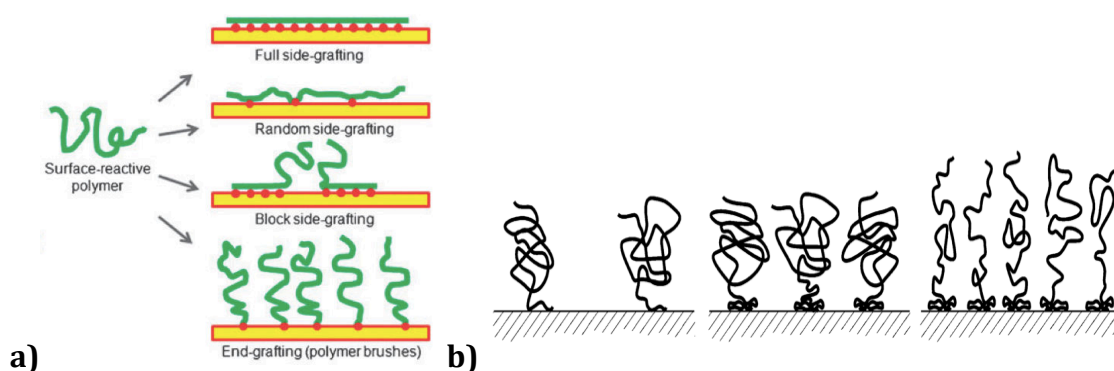 Full side-grafting
Random side-grafting
Surface-reactive
polymer
Block side-grafting
End-grafting (polymer brushes)
a)
b)